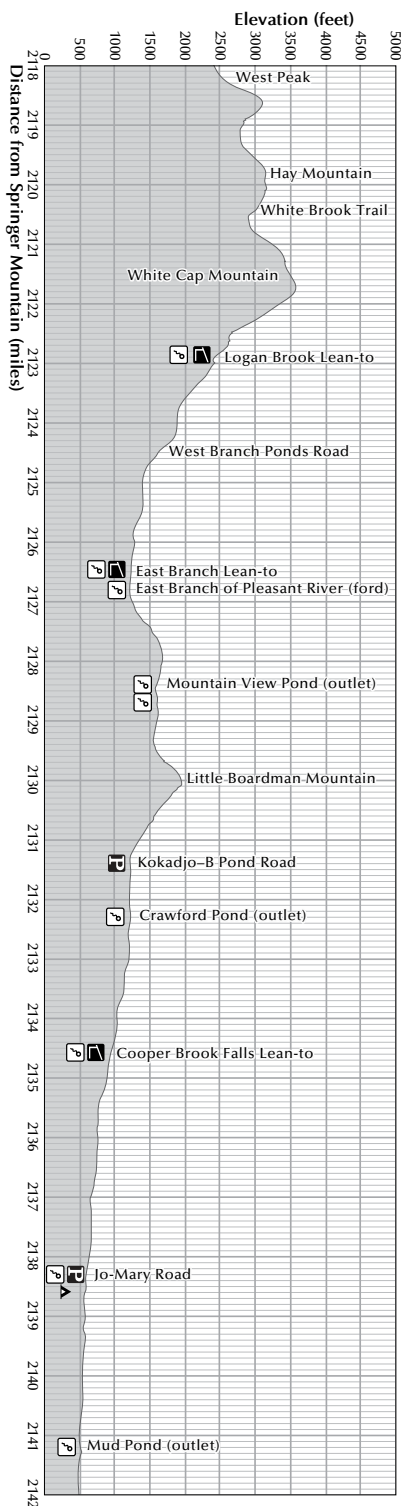 Elevation (feet)
0
500
1000
1500
2000
2500
3000
3500
4000
4500
5000
2118
West Peak
2119
Hay Mountain
2120
White Brook Trail
2121
White Cap Mountain
2122
Logan Brook Lean-to
2123
2124
West Branch Ponds Road
2125
2126
East Branch Lean-to
East Branch of Pleasant River (ford)
2127
2128
Mountain View Pond (outlet)
2129
2130
Little Boardman Mountain
2131
P
Kokadjo–B Pond Road
2132
Crawford Pond (outlet)
2133
2134
Cooper Brook Falls Lean-to
2135
2136
2137
2138
P
Jo-Mary Road
2139
2140
2141
Mud Pond (outlet)
2142
Distance from Springer Mountain (miles)